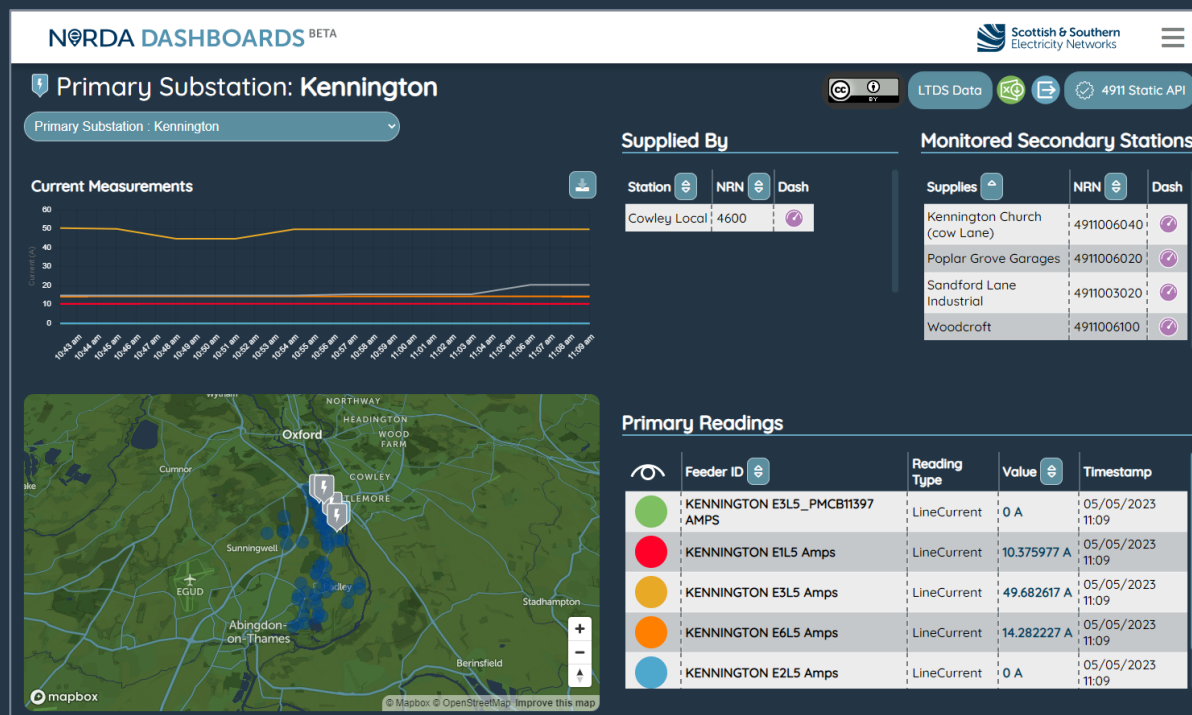 NERDA DASHBOARDS BETA
Scottish & Southern
Electricity Networks
Primary Substation: Kennington
cc BY
LTDS Data
4911 Static API
Primary Substation : Kennington
Supplied By
Monitored Secondary Stations
Current Measurements
Station NRN Dash
Cowley Local 4600
Supplies NRN Dash
Kennington Church
(cow Lane) 4911006040
Poplar Grove Garages 4911006020
Sandford Lane
Industrial 4911003020
Woodcroft 4911006100
Current (A)
60
50
40
30
20
10
0
10:43 am 10:44 am 10:45 am 10:46 am 10:47 am 10:48 am 10:49 am 10:50 am 10:51 am 10:52 am 10:53 am 10:54 am 10:55 am 10:56 am 10:57 am 10:58 am 10:59 am 11:00 am 11:01 am 11:02 am 11:03 am 11:04 am 11:05 am 11:06 am 11:07 am 11:08 am 11:09 am
NORTHWAY
HEADINGTON
Oxford
WOOD
FARM
Cumnor
COWLEY
TLEMORE
Sunningwell
EGUD
dley
Stadhampton
Abingdon-
on-Thames
Berinsfield
mapbox
© Mapbox © OpenStreetMap Improve this map
Primary Readings
Feeder ID Reading Type Value Timestamp
KENNINGTON E3L5_PMCB11397
AMPS LineCurrent 0 A 05/05/2023 11:09
KENNINGTON E1L5 Amps LineCurrent 10.375977 A 05/05/2023 11:09
KENNINGTON E3L5 Amps LineCurrent 49.682617 A 05/05/2023 11:09
KENNINGTON E6L5 Amps LineCurrent 14.282227 A 05/05/2023 11:09
KENNINGTON E2L5 Amps LineCurrent 0 A 05/05/2023 11:09